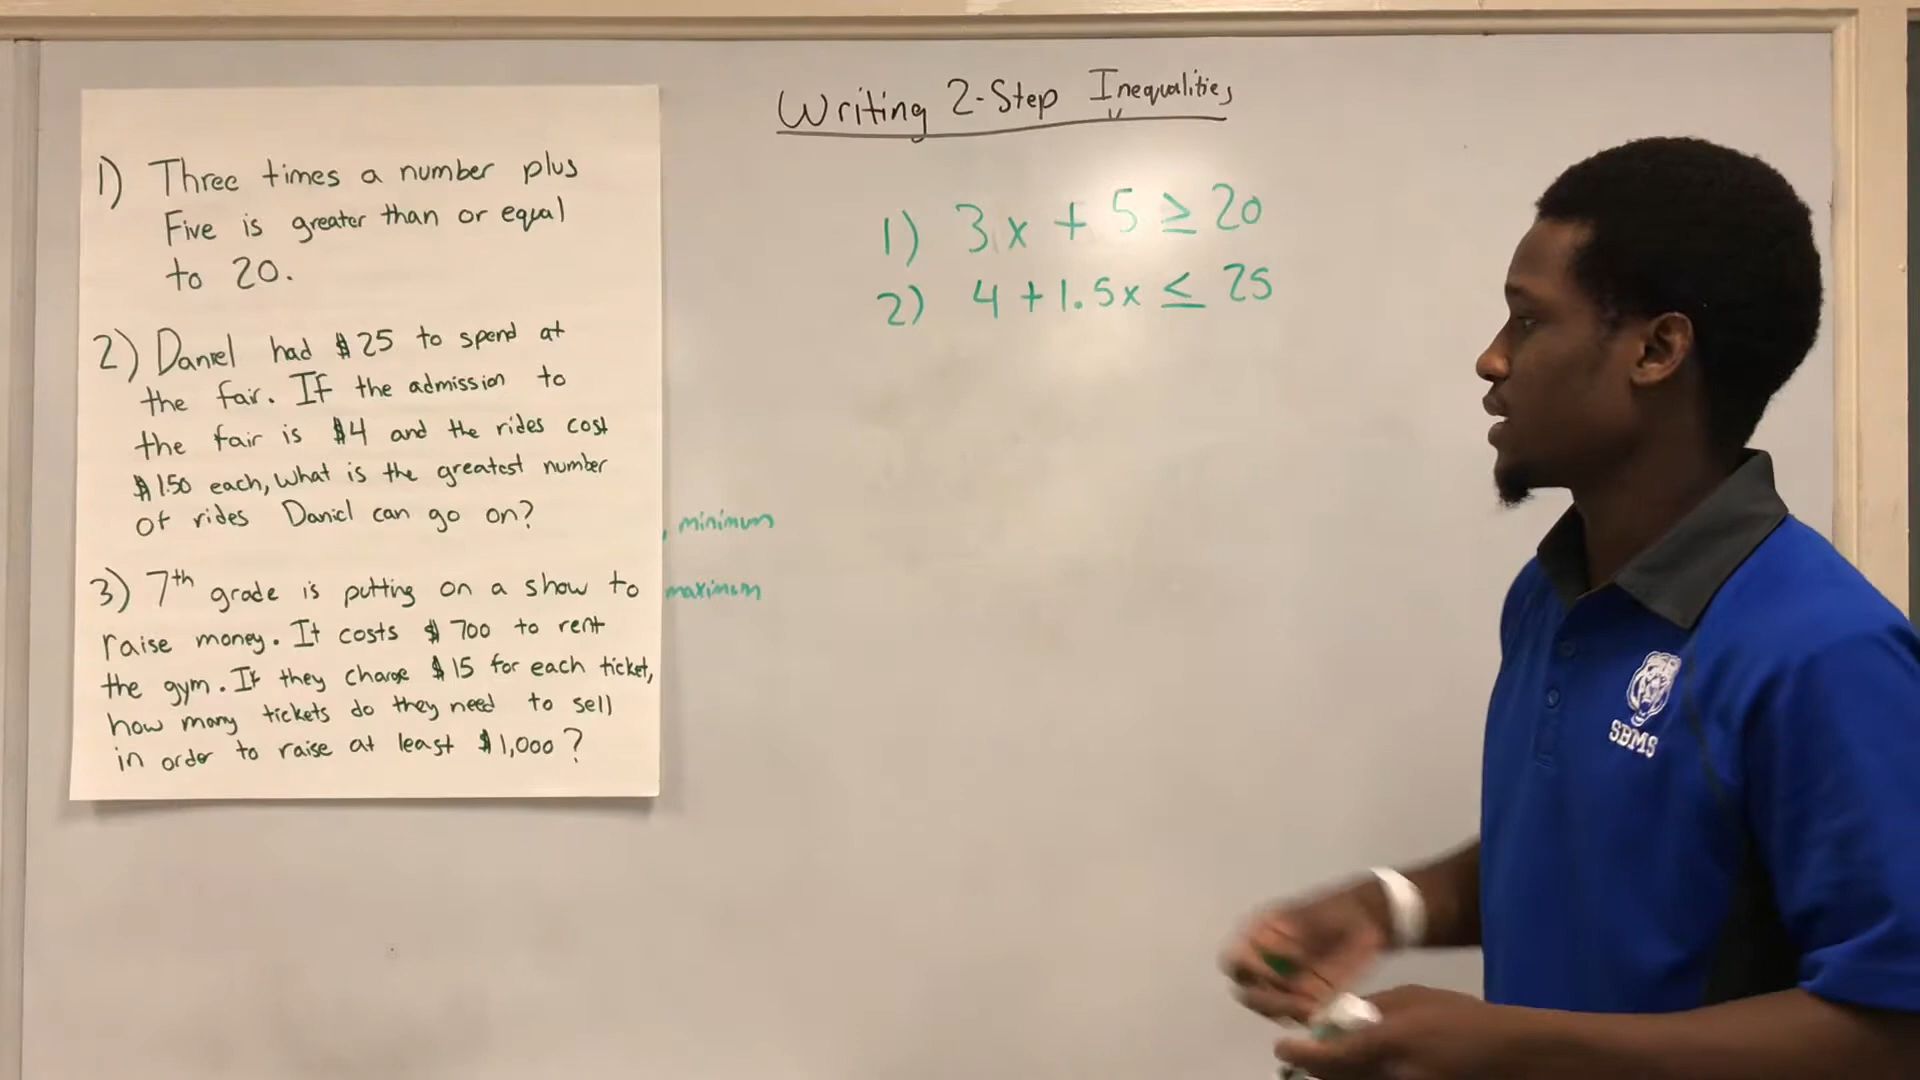 Writing 2-Step Inequalities
1) Three times a number plus
Five is greater than or equal
to 20.
2) Daniel had $25 to spend at
the fair. If the admission to
the fair is $4 and the rides cost
$1.50 each, what is the greatest number
of rides Daniel can go on?
3) 7th grade is putting on a show to
raise money. It costs $700 to rent
the gym. If they charge $15 for each ticket,
how many tickets do they need to sell
in order to raise at least $1,000?
, minimum
maximum
1) 3x + 5 ≥ 20
2) 4 + 1.5x ≤ 25
SBMS